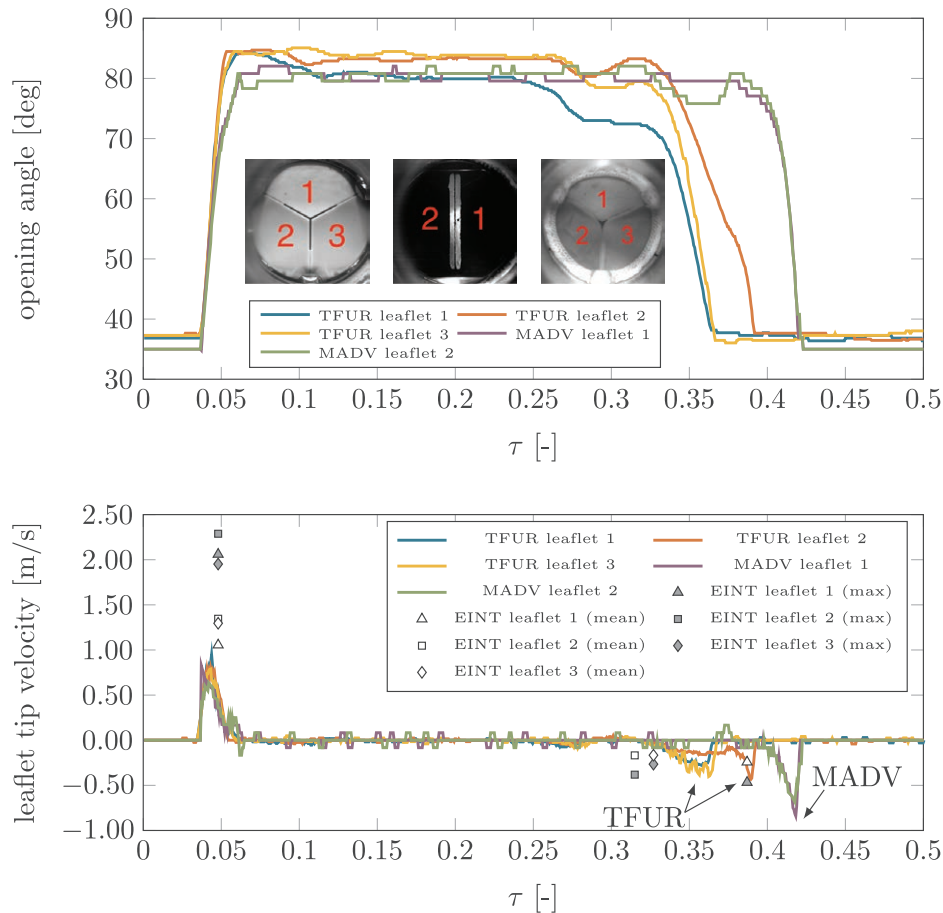 90
80
70
60
50
40
30
opening angle [deg]
1
2
3
2
1
1
2
3
TFUR leaflet 1
TFUR leaflet 2
TFUR leaflet 3
MADV leaflet 1
MADV leaflet 2
0 0.05 0.1 0.15 0.2 0.25 0.3 0.35 0.4 0.45 0.5
τ [-]
2.50
2.00
1.50
1.00
0.50
0.00
−0.50
−1.00
leaflet tip velocity [m/s]
TFUR leaflet 1
TFUR leaflet 2
TFUR leaflet 3
MADV leaflet 1
MADV leaflet 2
EINT leaflet 1 (max)
EINT leaflet 1 (mean)
EINT leaflet 2 (max)
EINT leaflet 2 (mean)
EINT leaflet 3 (max)
EINT leaflet 3 (mean)
MADV
TFUR
0 0.05 0.1 0.15 0.2 0.25 0.3 0.35 0.4 0.45 0.5
τ [-]